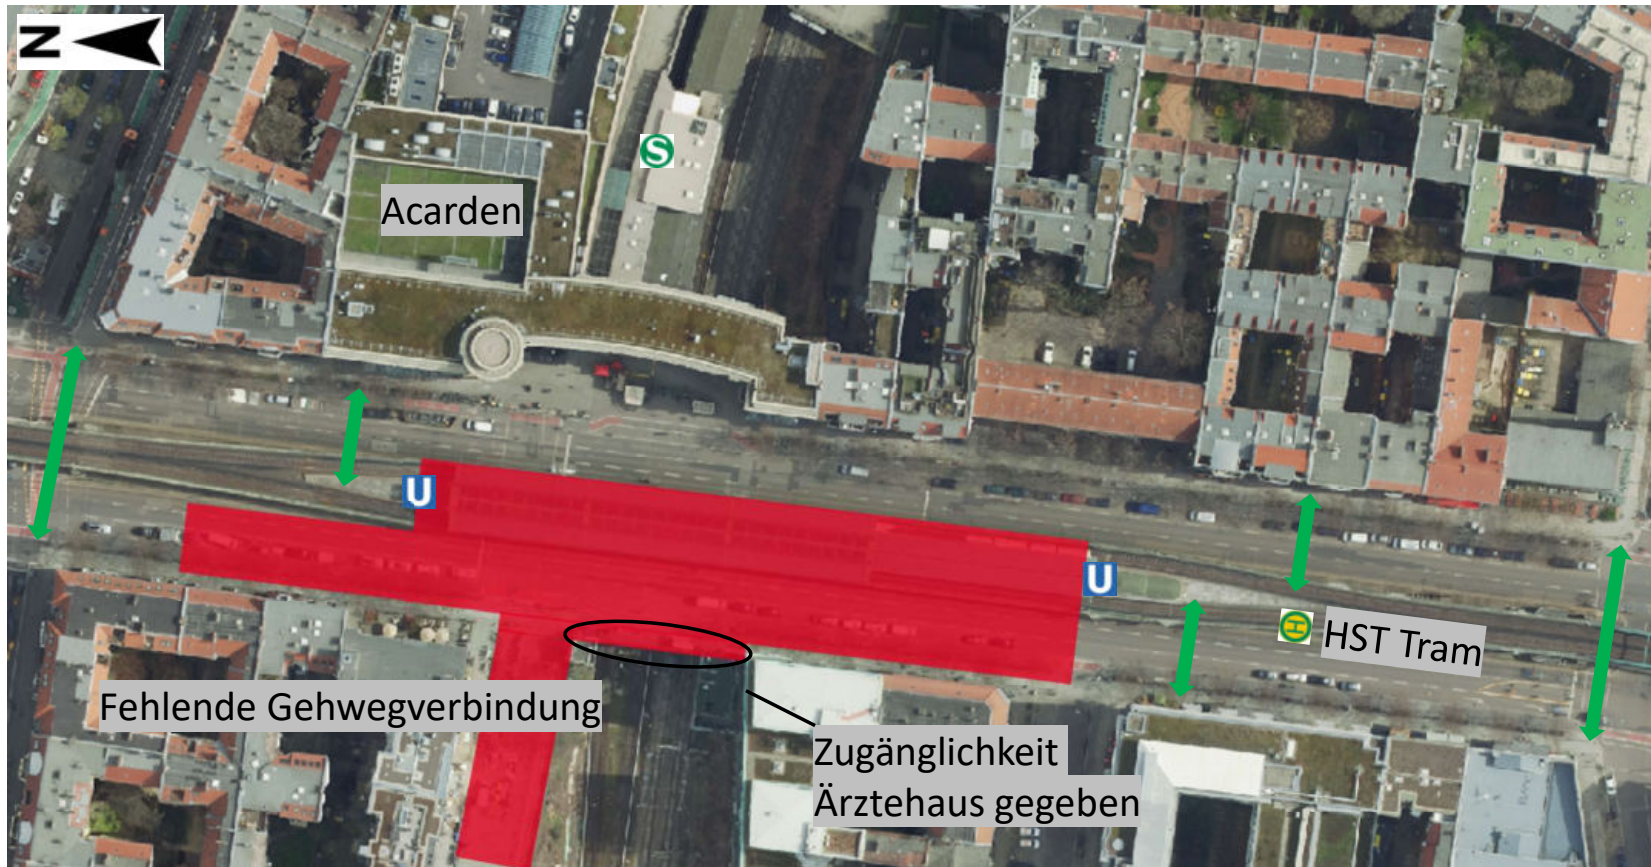 N
S
Acarden
U
U
H
HST Tram
Fehlende Gehwegverbindung
Zugänglichkeit
Ärztehaus gegeben